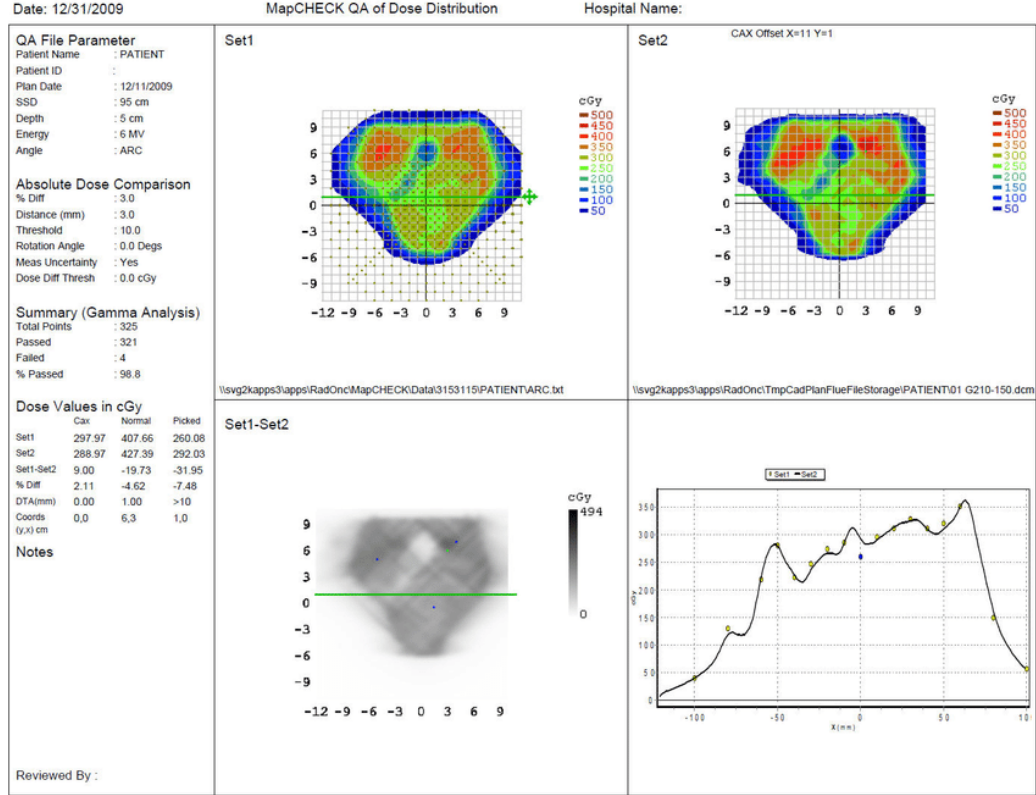 Date: 12/31/2009 MapCHECK QA of Dose Distribution Hospital Name:
QA File Parameter
Patient Name : PATIENT
Patient ID :
Plan Date : 12/11/2009
SSD : 95 cm
Depth : 5 cm
Energy : 6 MV
Angle : ARC
Absolute Dose Comparison
% Diff : 3.0
Distance (mm) : 3.0
Threshold : 10.0
Rotation Angle : 0.0 Degs
Meas Uncertainty : Yes
Dose Diff Thresh : 0.0 cGy
Summary (Gamma Analysis)
Total Points : 325
Passed : 321
Failed : 4
% Passed : 98.8
Dose Values in cGy
Cax Normal Picked
Set1 297.97 407.66 260.08
Set2 288.97 427.39 292.03
Set1-Set2 9.00 -19.73 -31.95
% Diff 2.11 -4.62 -7.48
DTA(mm) 0.00 1.00 >10
Coords 0,0 6,3 1,0
(y,x) cm
Notes
Reviewed By :
Set1
cGy
500
450
400
350
300
250
200
150
100
50
9
6
3
0
-3
-6
-9
-12 -9 -6 -3 0 3 6 9
\\svg2kapps3\apps\RadOnc\MapCHECK\Data\3153115\PATIENT\ARC.txt
Set2
CAX Offset X=11 Y=1
cGy
500
450
400
350
300
250
200
150
100
50
9
6
3
0
-3
-6
-9
-12 -9 -6 -3 0 3 6 9
\\svg2kapps3\apps\RadOnc\TmpCadPlanFlueFileStorage\PATIENT\01 G210-150.dcm
Set1-Set2
cGy
494
0
9
6
3
0
-3
-6
-9
-12 -9 -6 -3 0 3 6 9
Set1 Set2
350
300
250
200
150
100
50
0
cGy
-100 -50 0 50 100
X(mm)